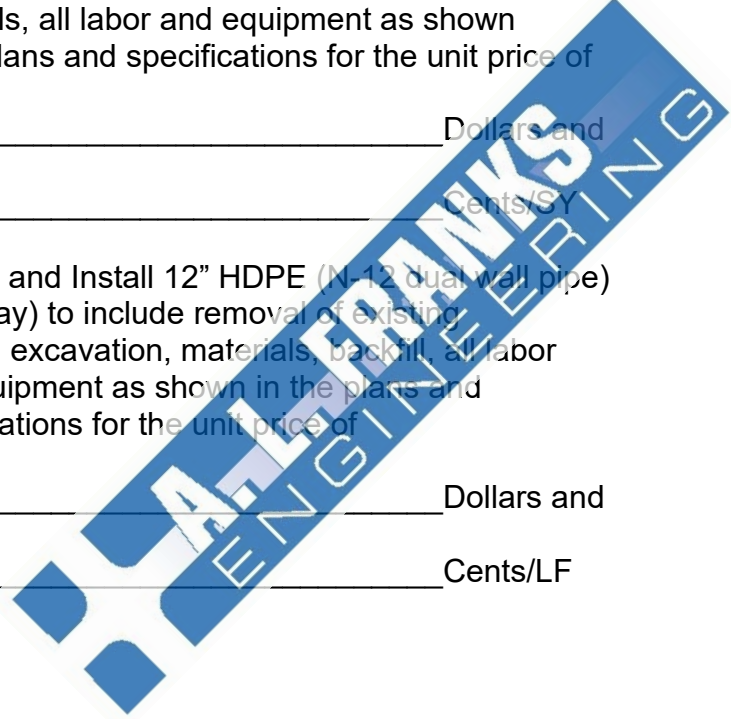 ls, all labor and equipment as shown
lans and specifications for the unit price of
Dollars and
Cents/SY
and Install 12” HDPE (N-12 dual wall pipe)
ay) to include removal of existing
excavation, materials, backfill, all labor
uipment as shown in the plans and
ations for the unit price of
Dollars and
Cents/LF
A. L. FRANKS
ENGINEERING